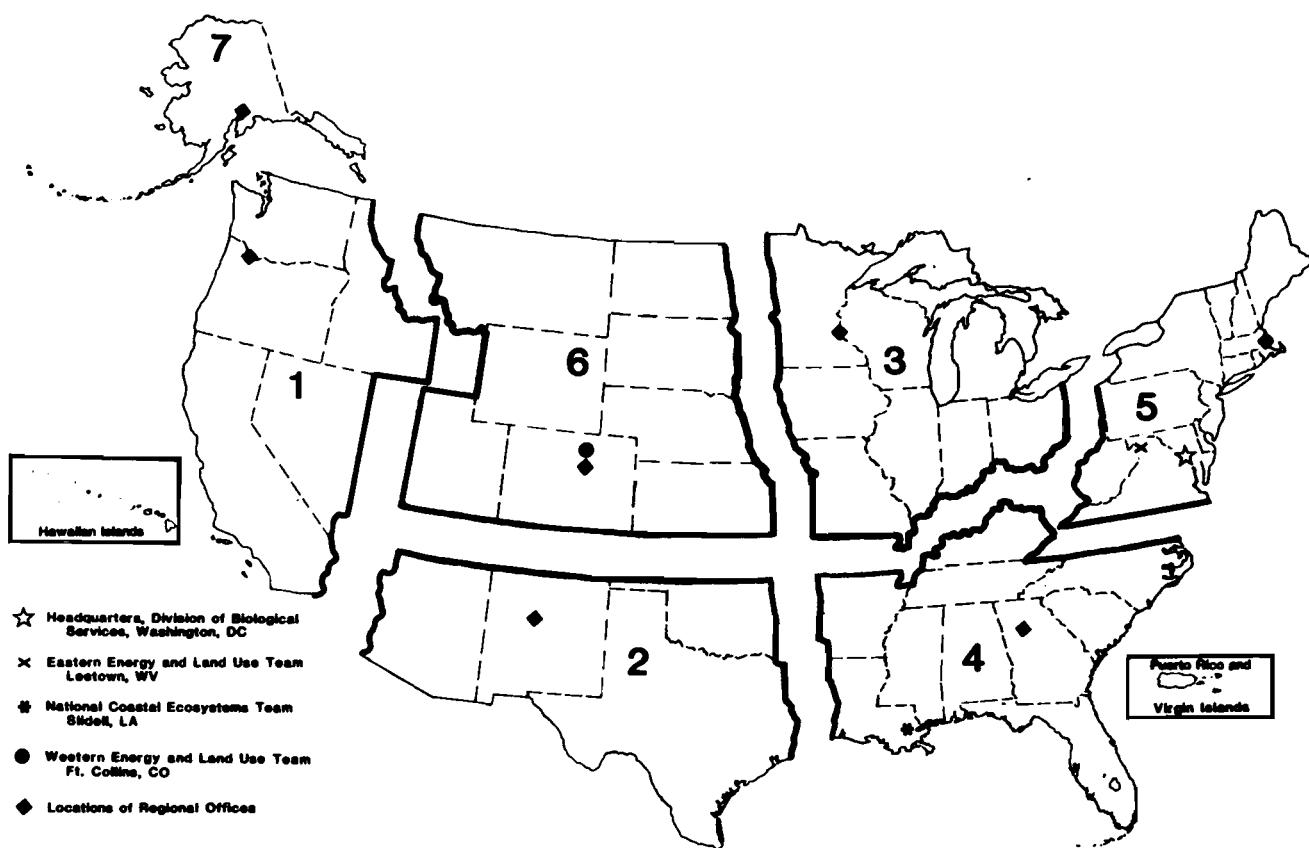 7
6
3
1
5
Hawaiian Islands
2
4
Puerto Rico and
Virgin Islands
Headquarters, Division of Biological
Services, Washington, DC
Eastern Energy and Land Use Team
Leetown, WV
National Coastal Ecosystems Team
Slidell, LA
Western Energy and Land Use Team
Ft. Collins, CO
Locations of Regional Offices